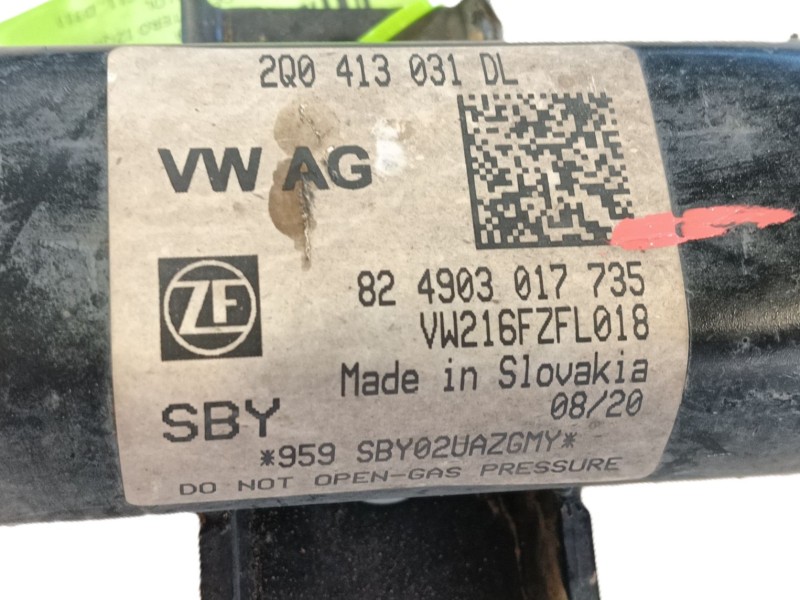 2Q0 413 031 DL
VW AG
ZF
82 4903 017 735
VW216FZFL018
Made in Slovakia
08/20
SBY
*959 SBY02UAZGMY*
DO NOT OPEN-GAS PRESSURE